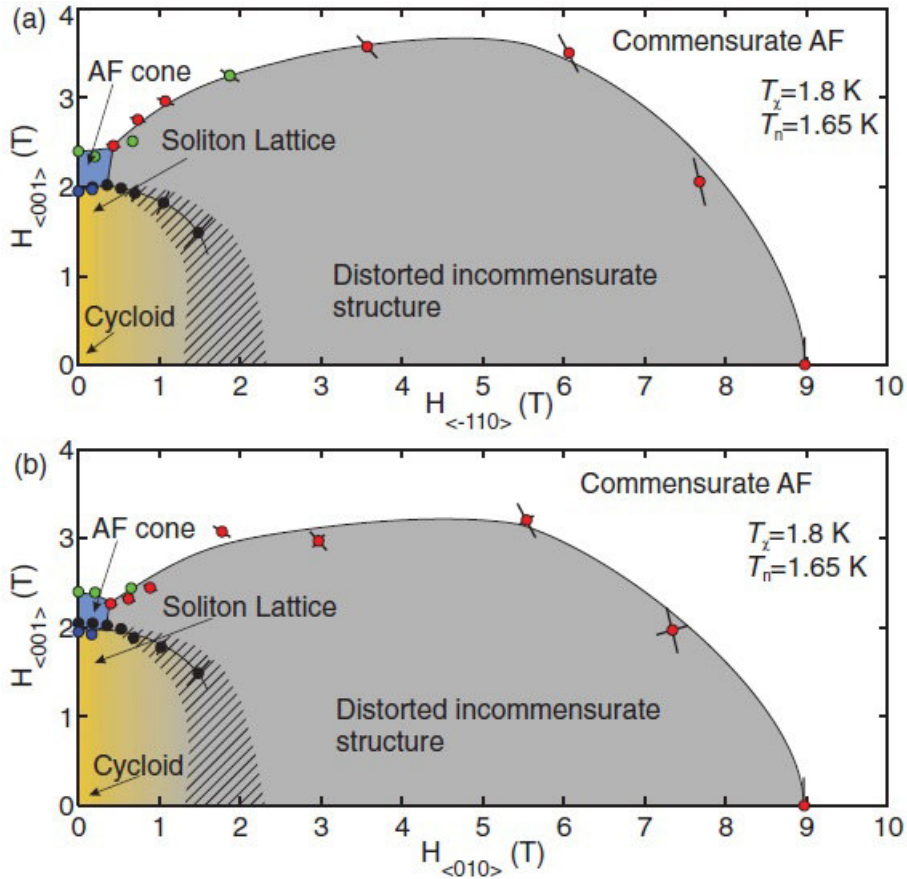 (a)
4
3
2
1
0
H<001> (T)
AF cone
Soliton Lattice
Cycloid
Commensurate AF
Tχ=1.8 K
Tn=1.65 K
Distorted incommensurate
structure
0 1 2 3 4 5 6 7 8 9 10
H<-110> (T)
(b)
4
3
2
1
0
H<001> (T)
AF cone
Soliton Lattice
Cycloid
Commensurate AF
Tχ=1.8 K
Tn=1.65 K
Distorted incommensurate
structure
0 1 2 3 4 5 6 7 8 9 10
H<010> (T)